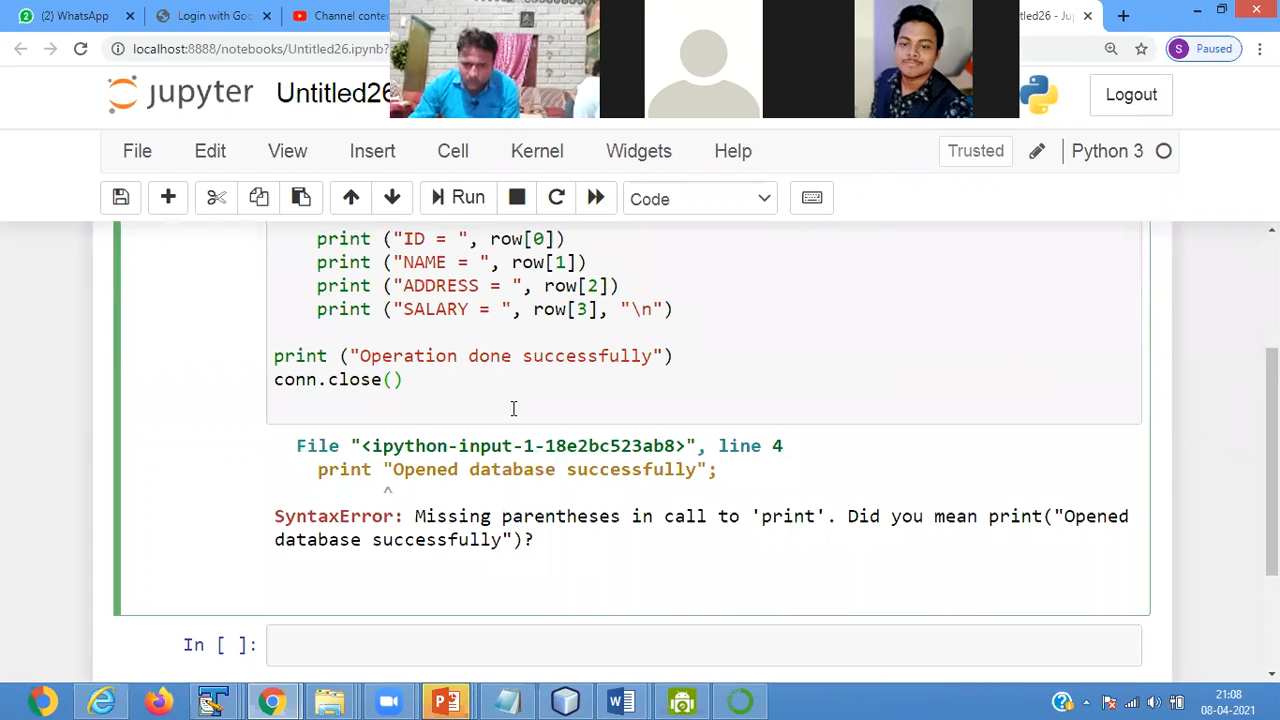 (2) WhatsApp
Login with Go
Channel conte
tled26 - Ju
localhost:8888/notebooks/Untitled26.ipynb?
S Paused
jupyter Untitled26
Logout
File Edit View Insert Cell Kernel Widgets Help
Trusted Python 3
Run Code
print ("ID = ", row[0])
print ("NAME = ", row[1])
print ("ADDRESS = ", row[2])
print ("SALARY = ", row[3], "\n")
print ("Operation done successfully")
conn.close()
File "<ipython-input-1-18e2bc523ab8>", line 4
print "Opened database successfully";
^
SyntaxError: Missing parentheses in call to 'print'. Did you mean print("Opened
database successfully")?
In [ ]:
21:08
08-04-2021